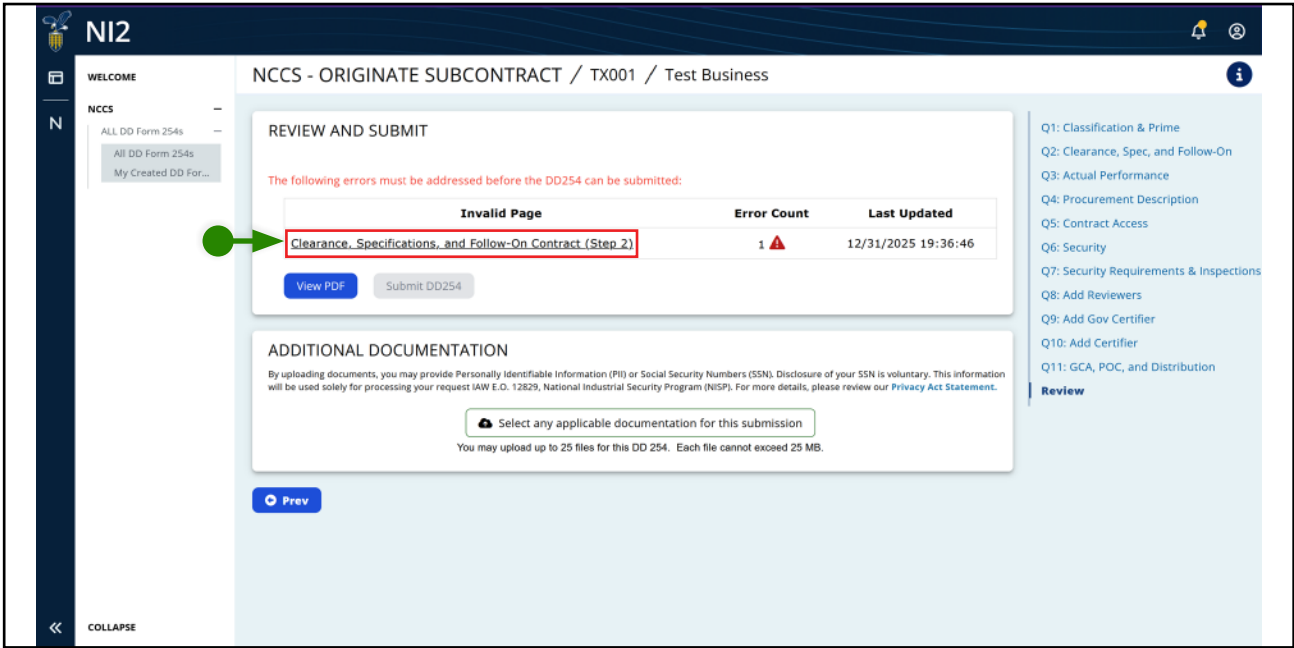 NI2
WELCOME
NCCS
ALL DD Form 254s
All DD Form 254s
My Created DD For...
N
COLLAPSE
NCCS - ORIGINATE SUBCONTRACT / TX001 / Test Business
REVIEW AND SUBMIT
The following errors must be addressed before the DD254 can be submitted:
Invalid Page Error Count Last Updated
Clearance, Specifications, and Follow-On Contract (Step 2) 1 12/31/2025 19:36:46
View PDF Submit DD254
ADDITIONAL DOCUMENTATION
By uploading documents, you may provide Personally Identifiable Information (PII) or Social Security Numbers (SSN). Disclosure of your SSN is voluntary. This information
will be used solely for processing your request IAW E.O. 12829, National Industrial Security Program (NISP). For more details, please review our Privacy Act Statement.
Select any applicable documentation for this submission
You may upload up to 25 files for this DD 254. Each file cannot exceed 25 MB.
Prev
Q1: Classification & Prime
Q2: Clearance, Spec, and Follow-On
Q3: Actual Performance
Q4: Procurement Description
Q5: Contract Access
Q6: Security
Q7: Security Requirements & Inspections
Q8: Add Reviewers
Q9: Add Gov Certifier
Q10: Add Certifier
Q11: GCA, POC, and Distribution
Review